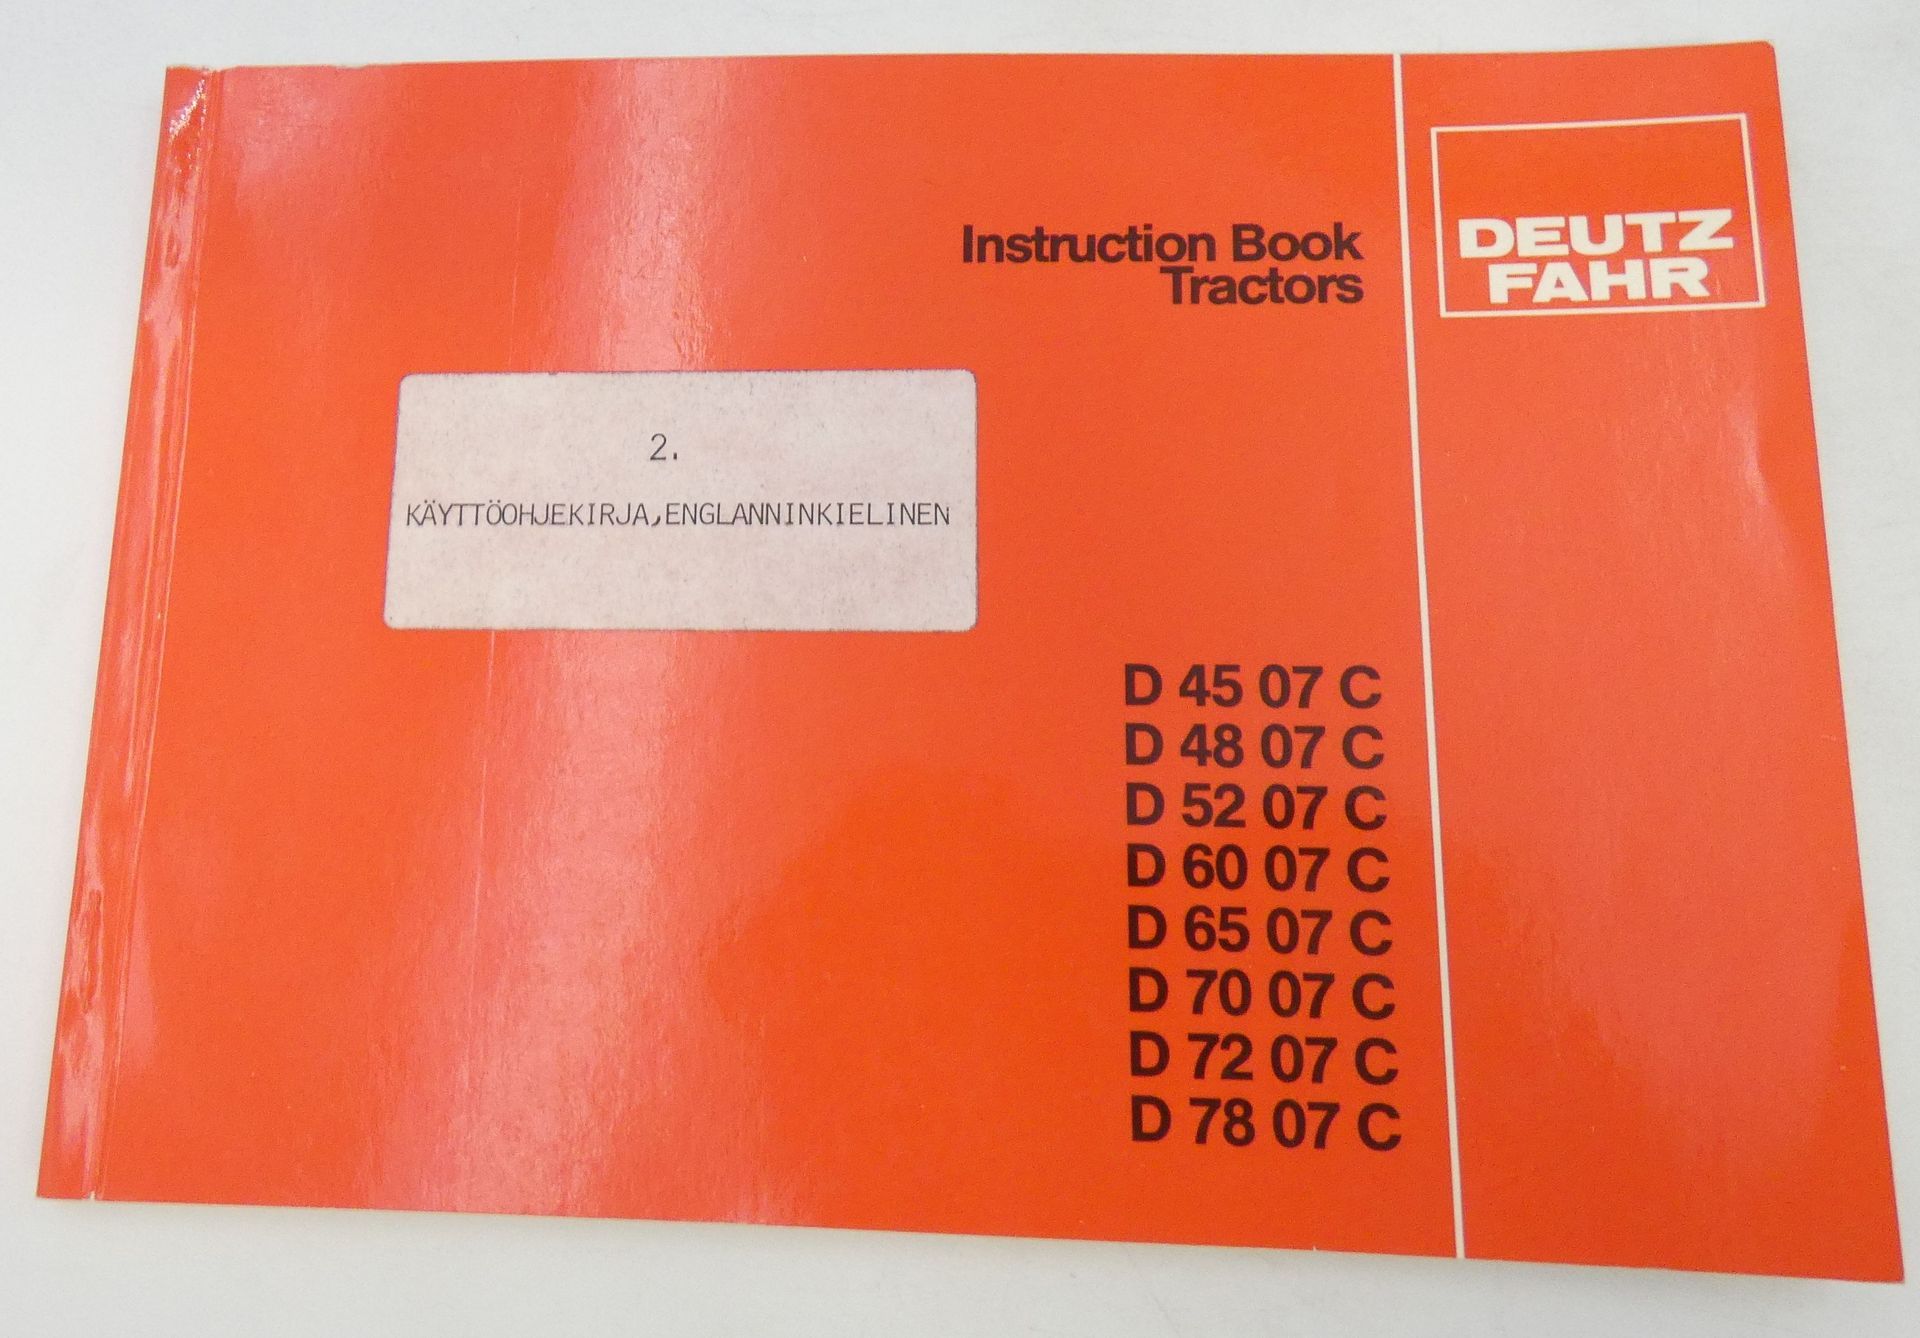 Instruction Book
Tractors
DEUTZ
FAHR
2.
KÄYTTÖOHJEKIRJA,ENGLANNINKIELINEN
D 45 07 C
D 48 07 C
D 52 07 C
D 60 07 C
D 65 07 C
D 70 07 C
D 72 07 C
D 78 07 C